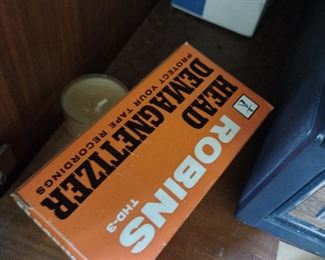 ROBINS THD-3
HEAD
DEMAGNETIZER
PROTECT YOUR TAPE RECORDINGS